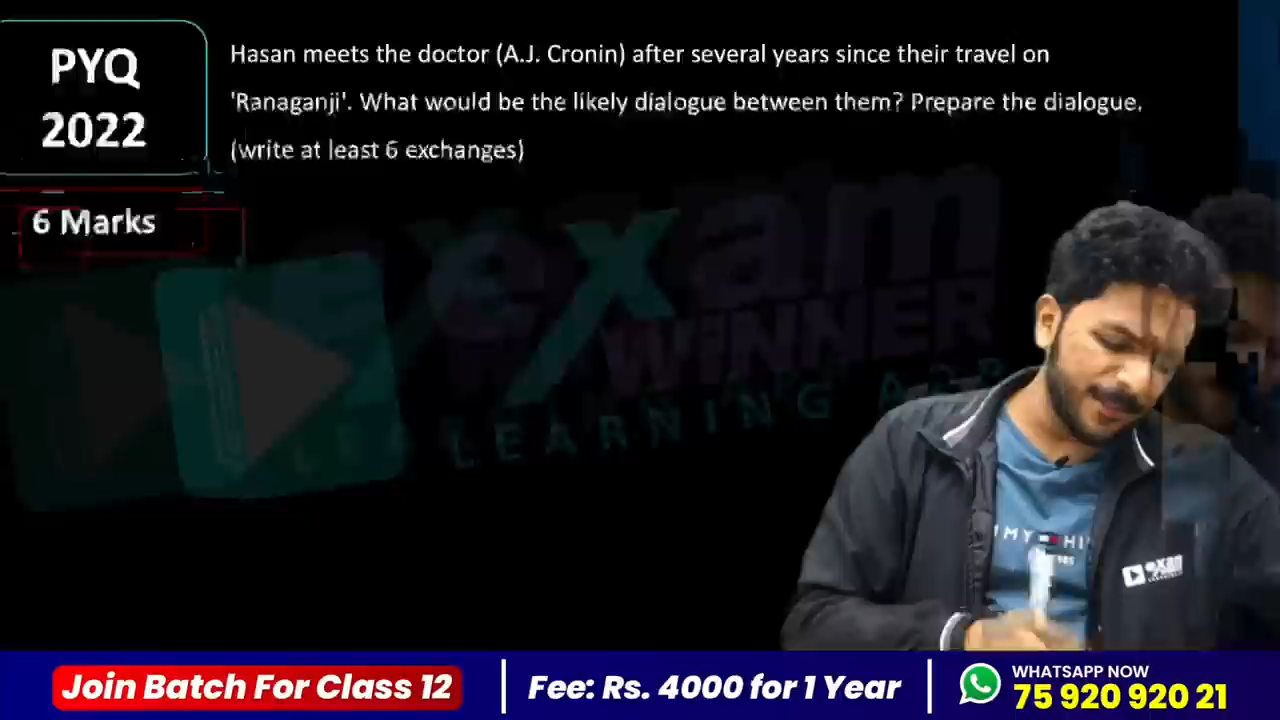 PYQ
2022
6 Marks
Hasan meets the doctor (A.J. Cronin) after several years since their travel on
'Ranaganji'. What would be the likely dialogue between them? Prepare the dialogue.
(write at least 6 exchanges)
exam
WINNER
LEARNING APP
exam
Join Batch For Class 12
Fee: Rs. 4000 for 1 Year
WHATSAPP NOW
75 920 920 21